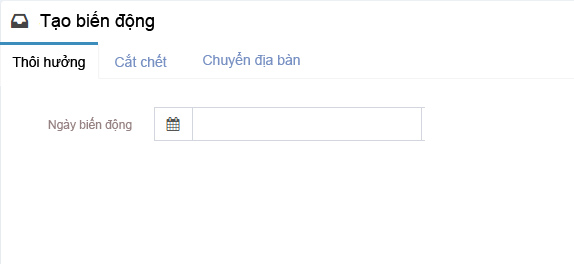 Tạo biến động
Thôi hưởng Cắt chết Chuyển địa bàn
Ngày biến động